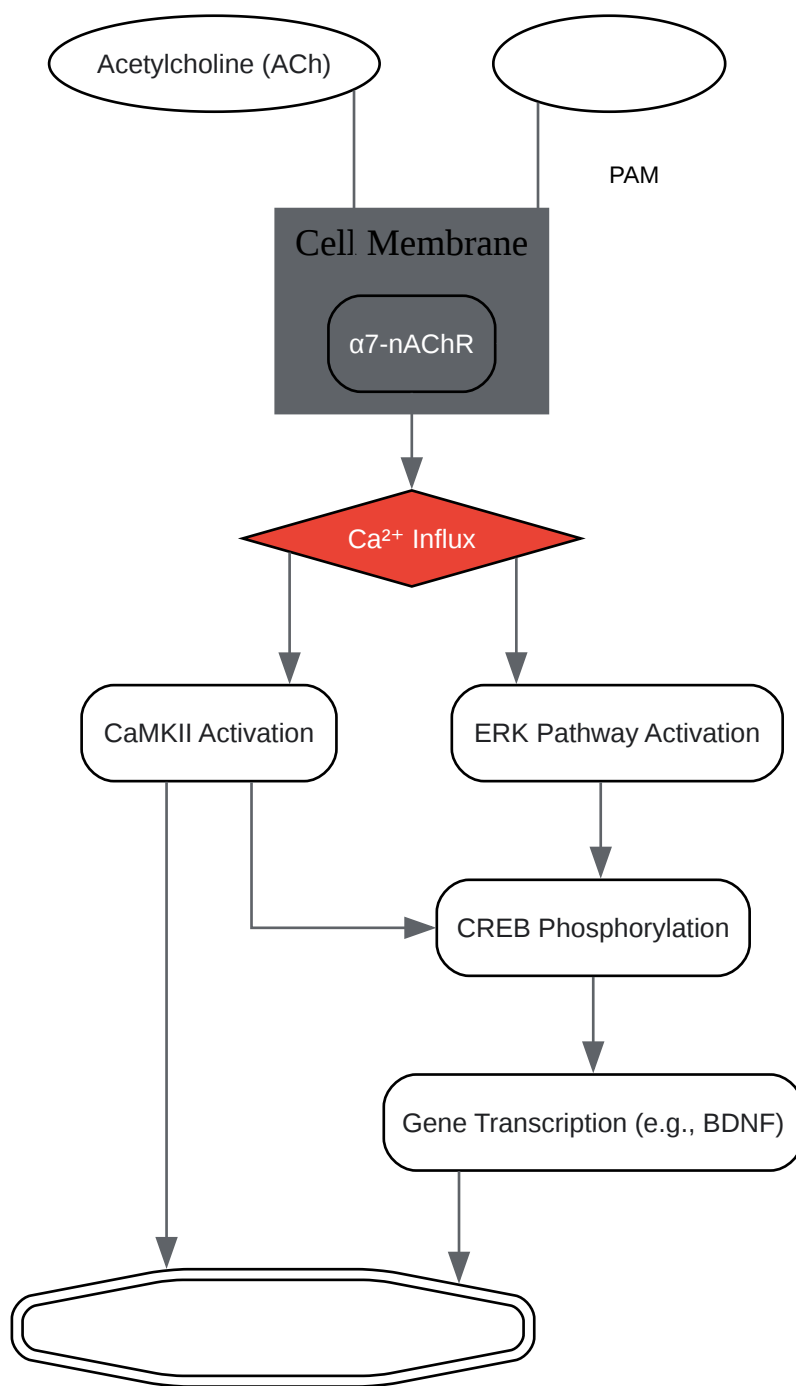 Acetylcholine (ACh)
PAM
Cell Membrane
α7-nAChR
Ca²⁺ Influx
CaMKII Activation
ERK Pathway Activation
CREB Phosphorylation
Gene Transcription (e.g., BDNF)